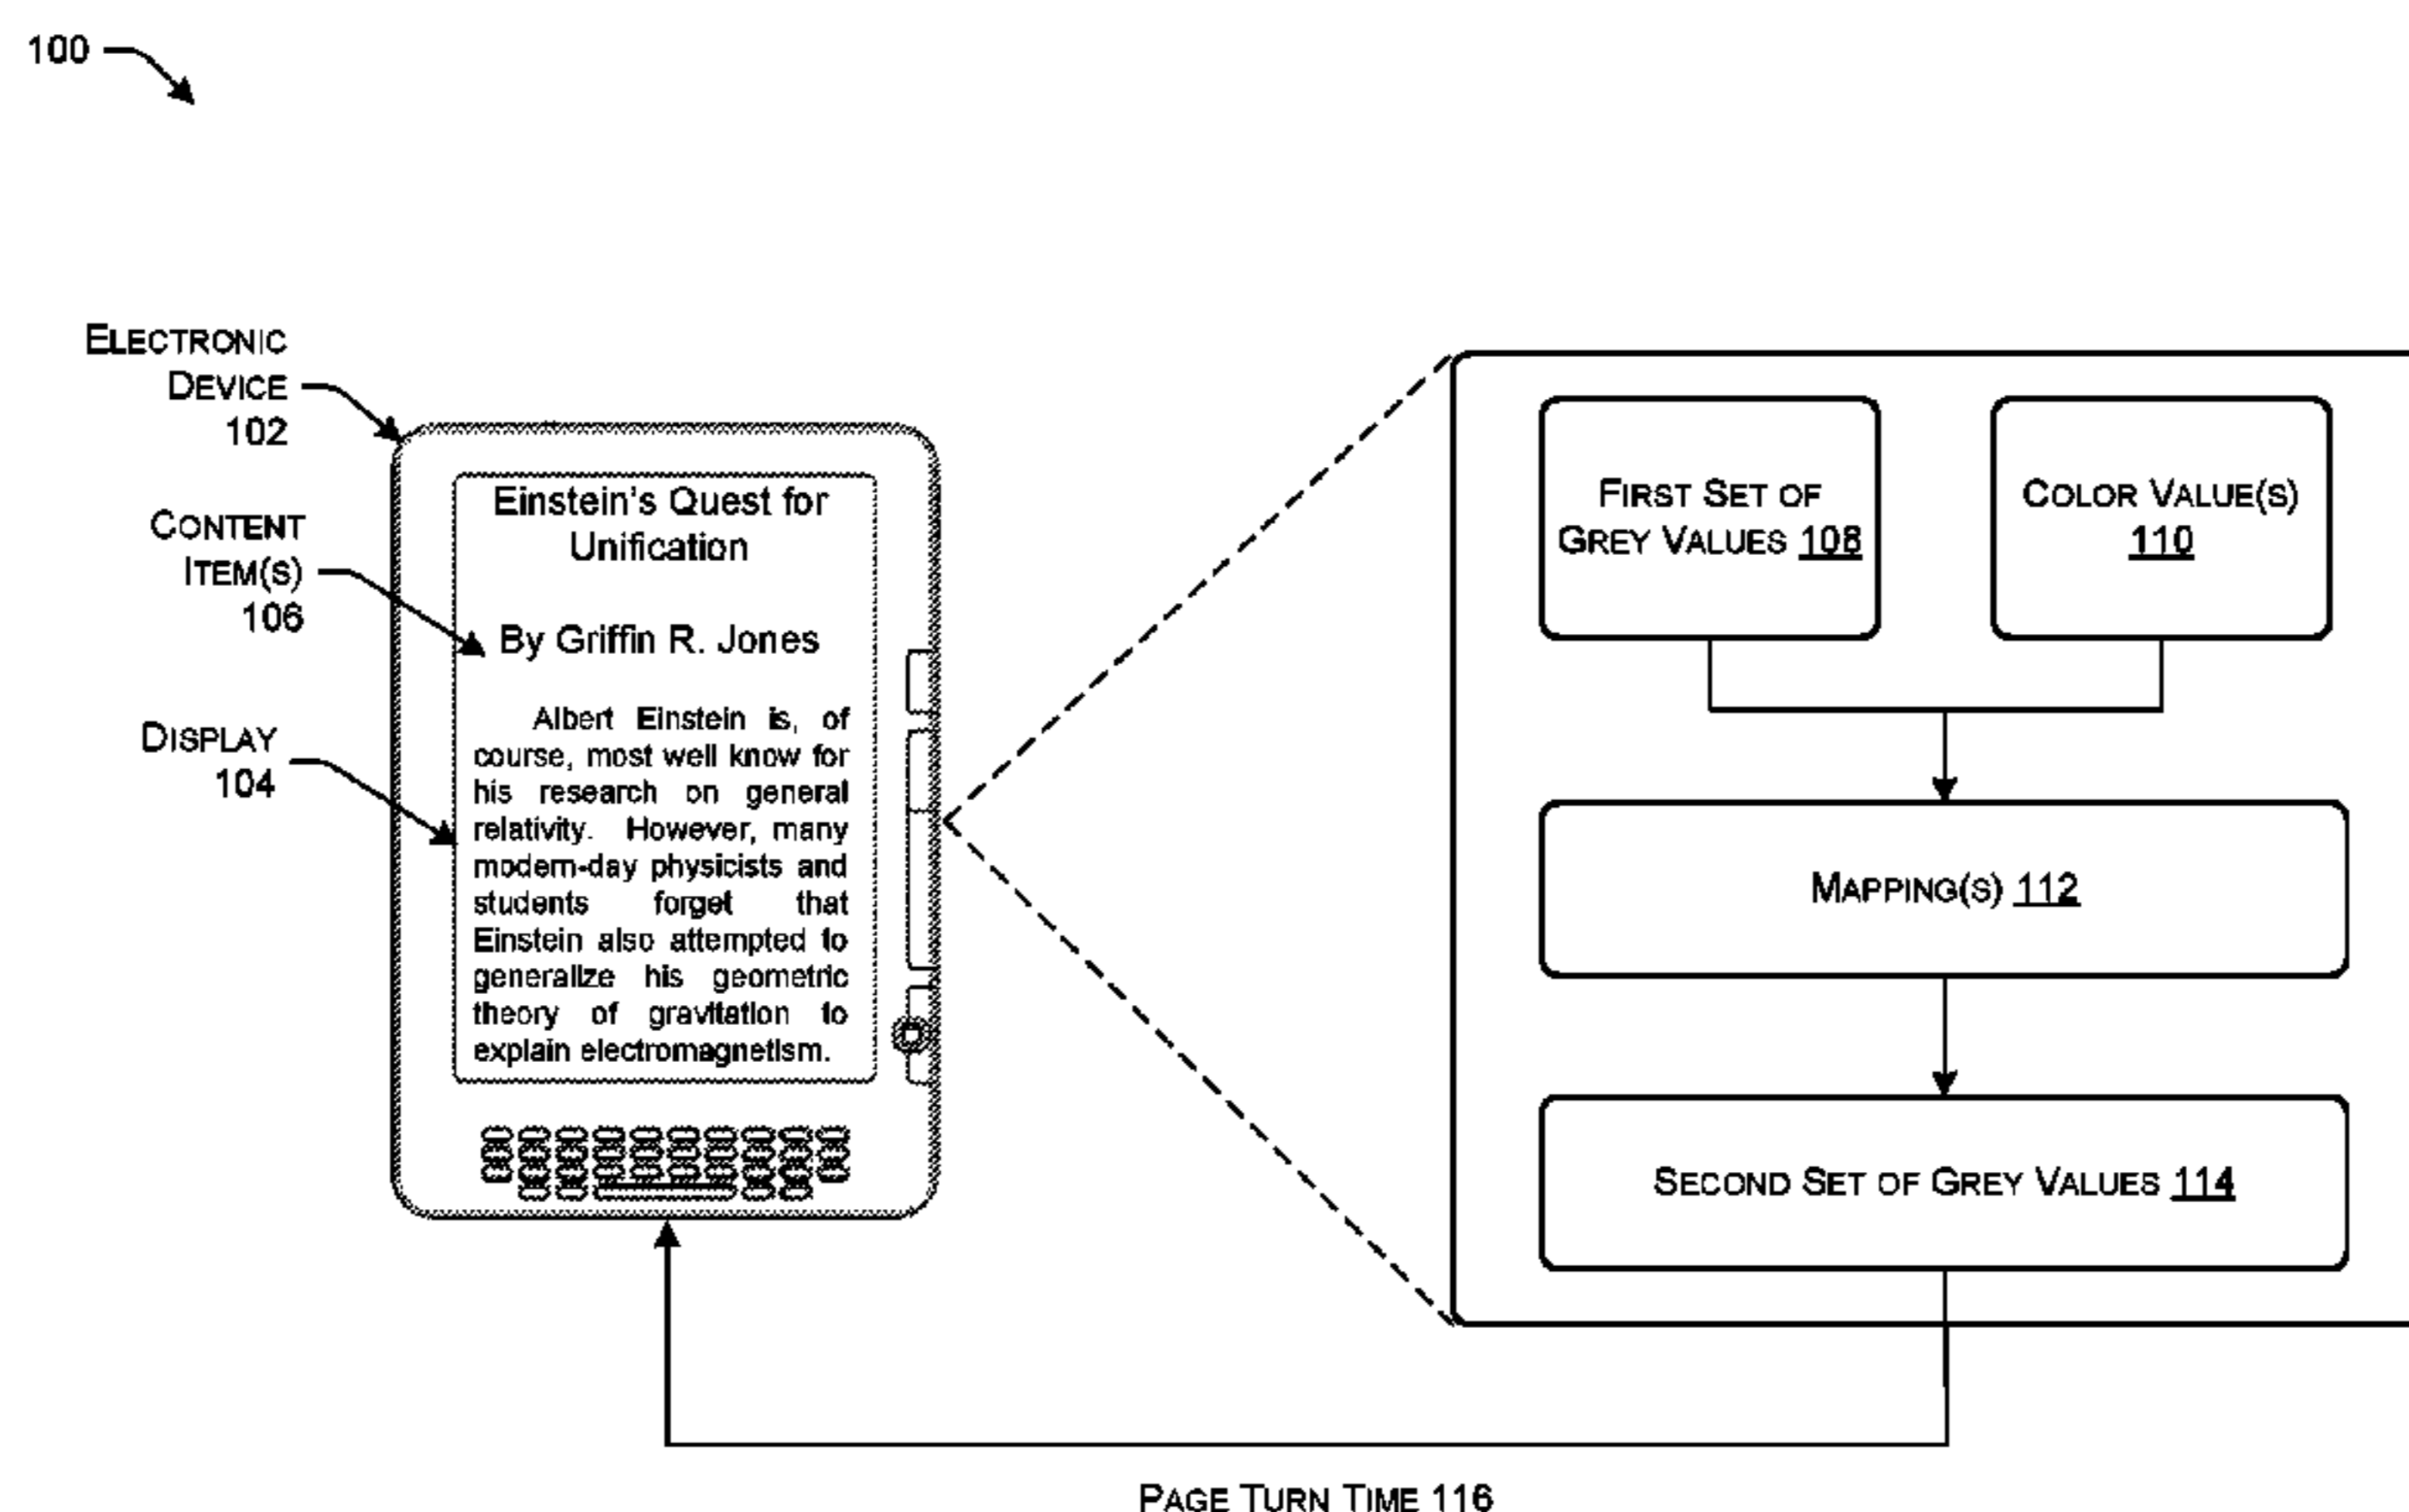 100
ELECTRONIC
DEVICE
102
CONTENT
ITEM(S)
106
DISPLAY
104
Einstein's Quest for
Unification
By Griffin R. Jones
Albert Einstein is, of
course, most well know for
his research on general
relativity. However, many
modern-day physicists and
students forget that
Einstein also attempted to
generalize his geometric
theory of gravitation to
explain electromagnetism.
FIRST SET OF
GREY VALUES 108
COLOR VALUE(S)
110
MAPPING(S) 112
SECOND SET OF GREY VALUES 114
PAGE TURN TIME 116